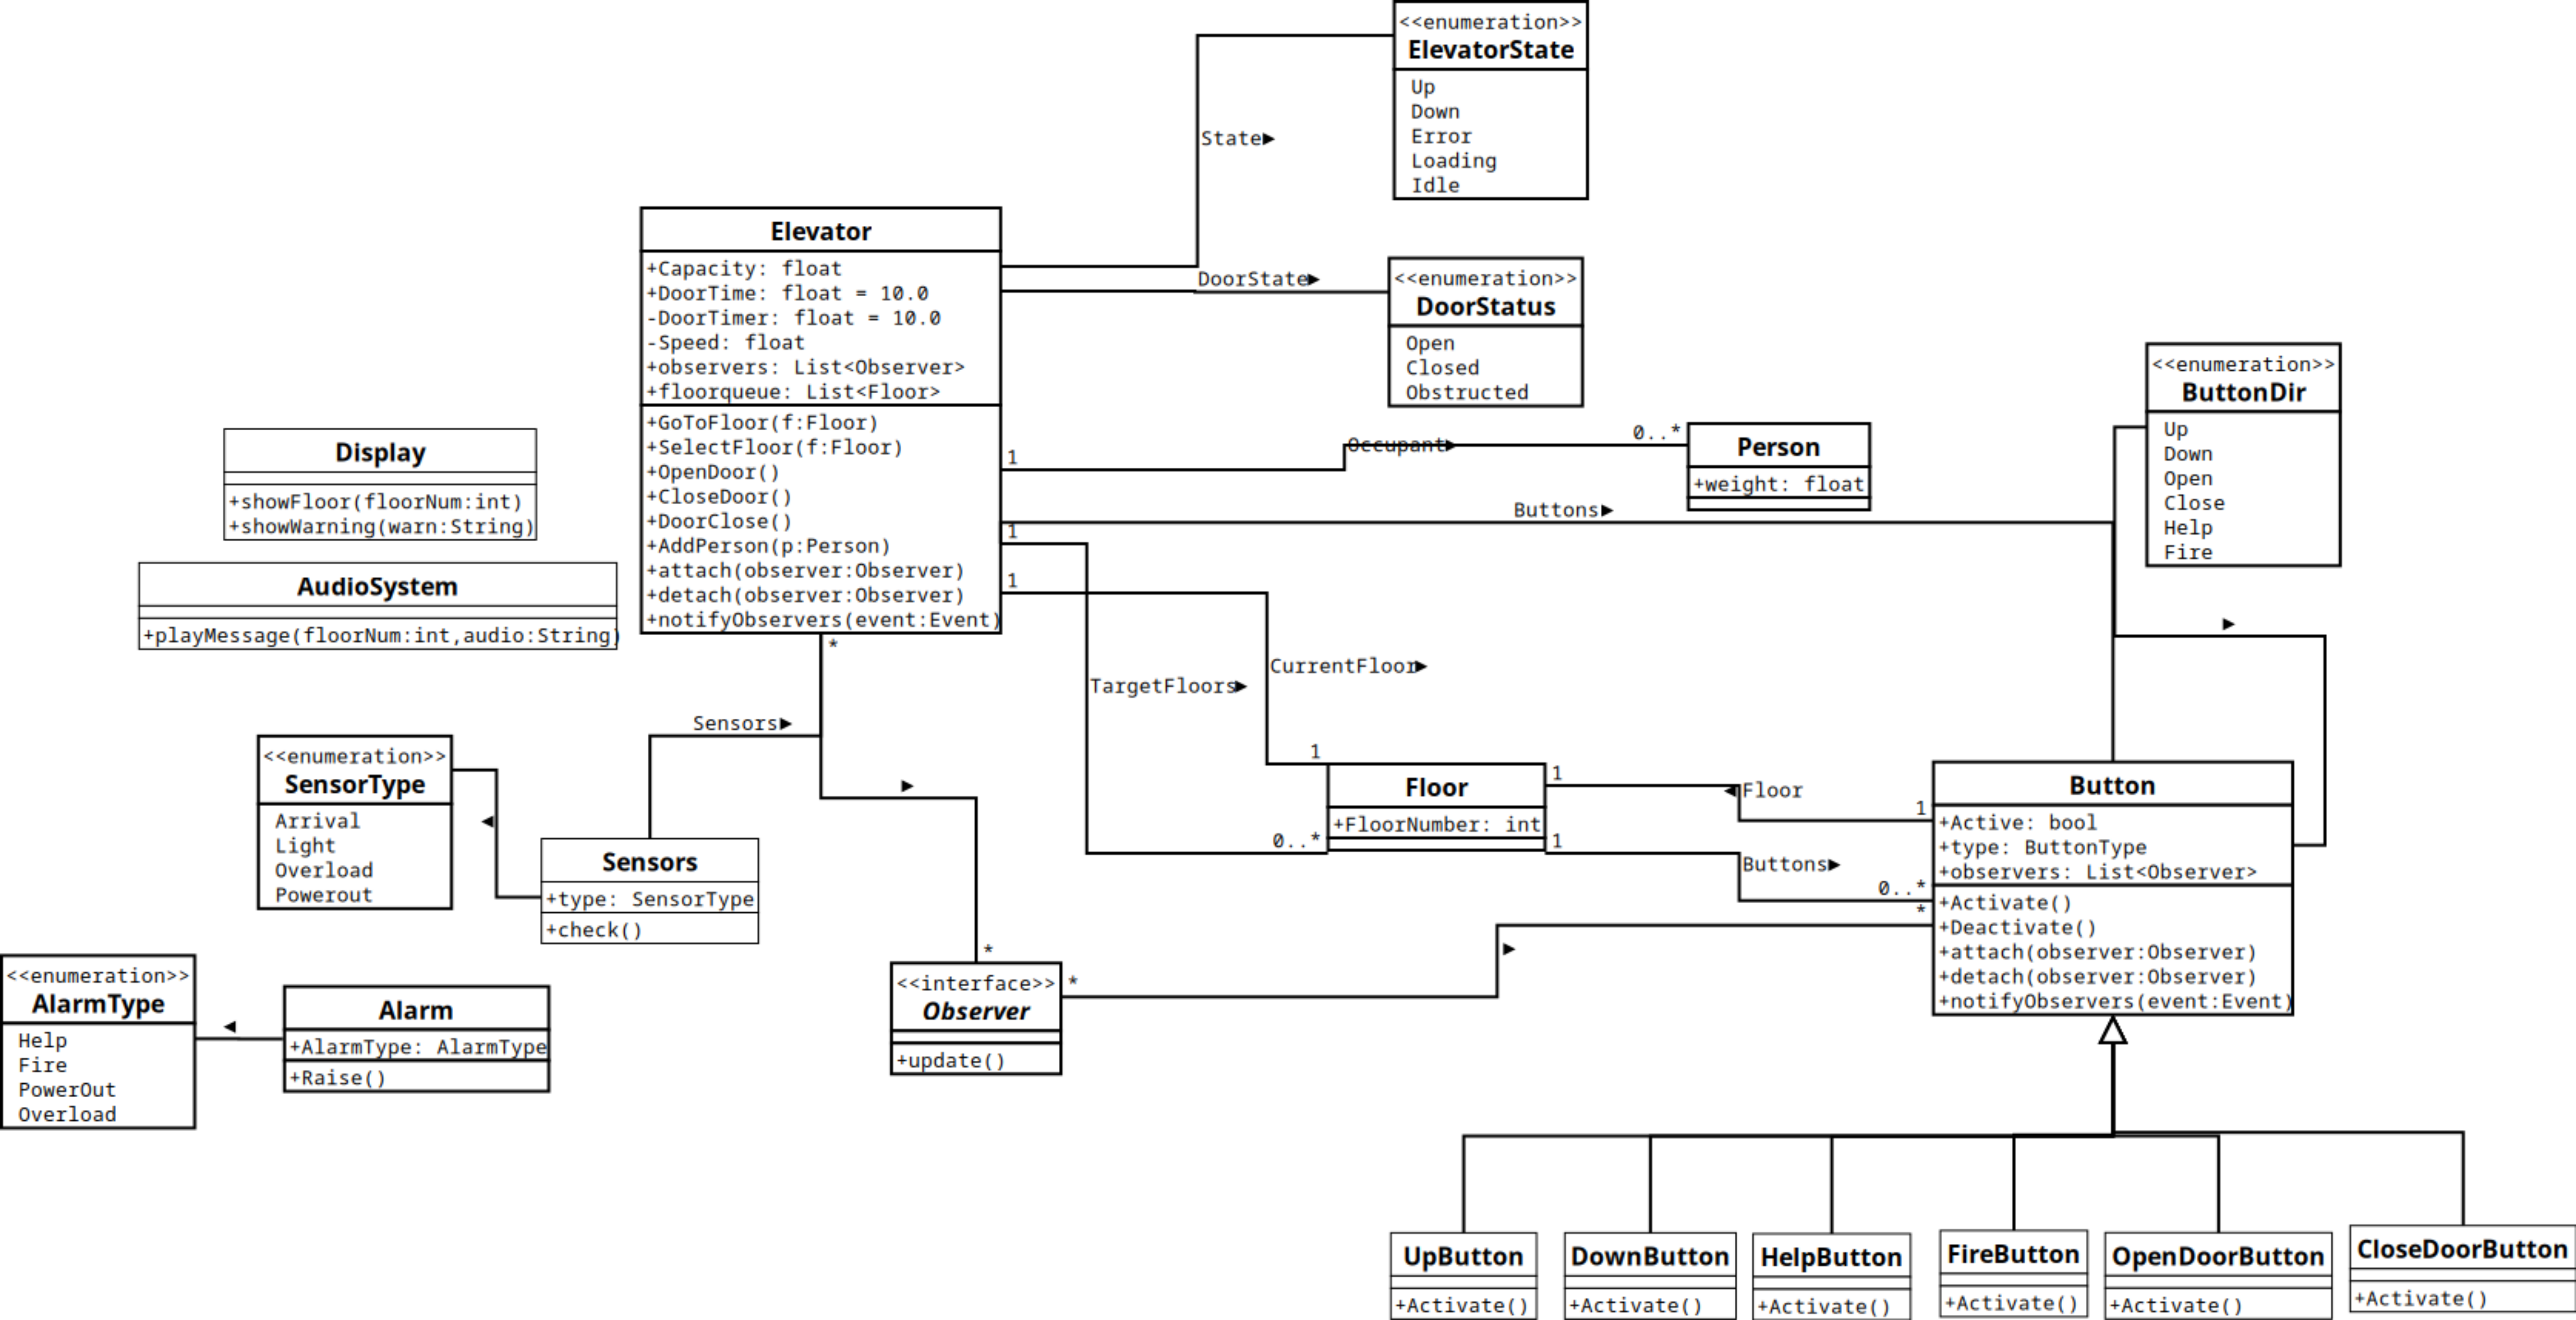 <<enumeration>>
ElevatorState
Up
Down
Error
Loading
Idle
State▶
Elevator
+Capacity: float
+DoorTime: float = 10.0
-DoorTimer: float = 10.0
-Speed: float
+observers: List<Observer>
+floorqueue: List<Floor>
+GoToFloor(f:Floor)
+SelectFloor(f:Floor)
+OpenDoor()
+CloseDoor()
+DoorClose()
+AddPerson(p:Person)
+attach(observer:Observer)
+detach(observer:Observer)
+notifyObservers(event:Event)
DoorState▶
<<enumeration>>
DoorStatus
Open
Closed
Obstructed
<<enumeration>>
ButtonDir
Up
Down
Open
Close
Help
Fire
Display
+showFloor(floorNum:int)
+showWarning(warn:String)
1
Occupant▶
0..*
Person
+weight: float
Buttons▶
1
1
AudioSystem
+playMessage(floorNum:int,audio:String)
*
▶
TargetFloors▶
CurrentFloor▶
Sensors▶
▶
<<enumeration>>
SensorType
Arrival
Light
Overload
Powerout
◀
Sensors
+type: SensorType
+check()
1
0..*
Floor
+FloorNumber: int
1
◀Floor
1
1
Buttons▶
0..*
*
Button
+Active: bool
+type: ButtonType
+observers: List<Observer>
+Activate()
+Deactivate()
+attach(observer:Observer)
+detach(observer:Observer)
+notifyObservers(event:Event)
<<enumeration>>
AlarmType
Help
Fire
PowerOut
Overload
◀
Alarm
+AlarmType: AlarmType
+Raise()
*
<<interface>>
Observer
+update()
*
▶
UpButton
+Activate()
DownButton
+Activate()
HelpButton
+Activate()
FireButton
+Activate()
OpenDoorButton
+Activate()
CloseDoorButton
+Activate()